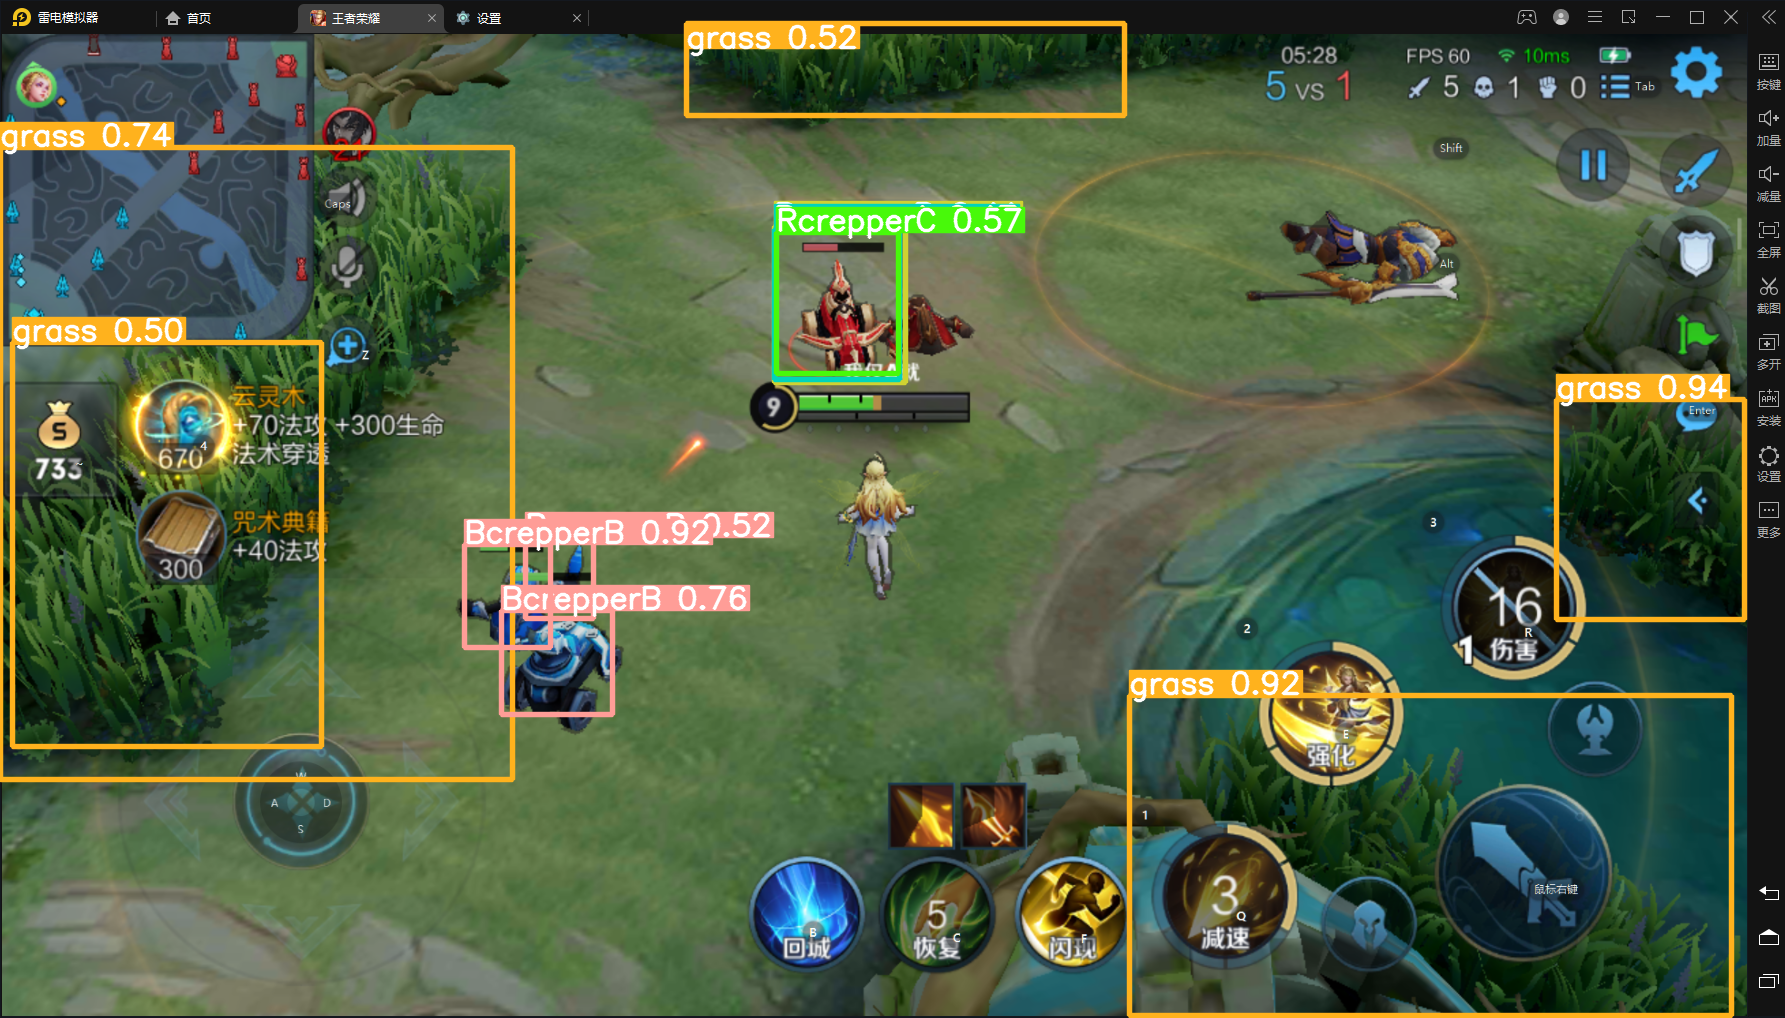 雷电模拟器
首页
王者荣耀
设置
grass 0.52
05:28
FPS 60
10ms
5 vs 1
5
1
0
Tab
按键
加量
减量
全屏
截图
多开
安装
设置
更多
grass 0.74
21
Caps
Shift
Alt
RcrepperC 0.57
grass 0.50
Z
云灵木
+70法攻 +300生命
法术穿透
4
670
733
咒术典籍
+40法攻
300
9
grass 0.94
Enter
BcrepperB 0.92
0.52
BcrepperB 0.76
3
16
R
1
伤害
2
grass 0.92
E
强化
W
A
D
S
1
鼠标右键
3
Q
减速
B
回城
5
C
恢复
F
闪现